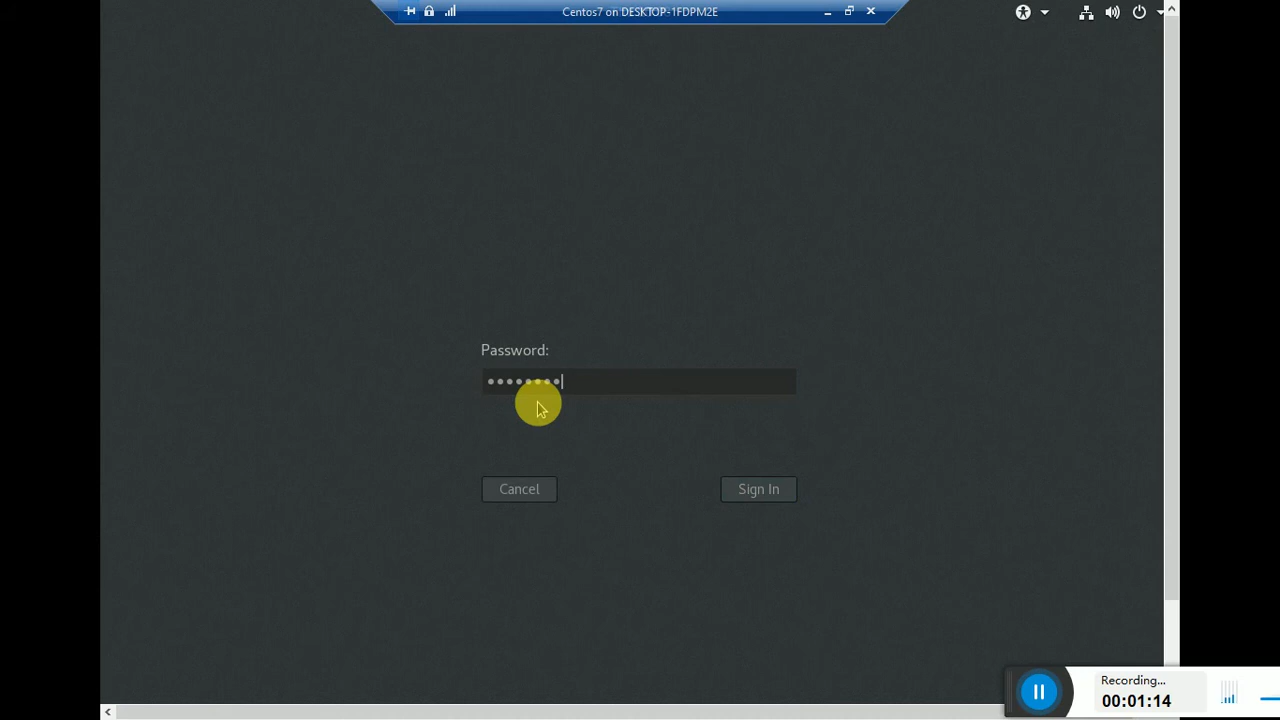 Centos7 on DESKTOP-1FDPM2E
Password:
Cancel
Sign In
Recording...
00:01:14